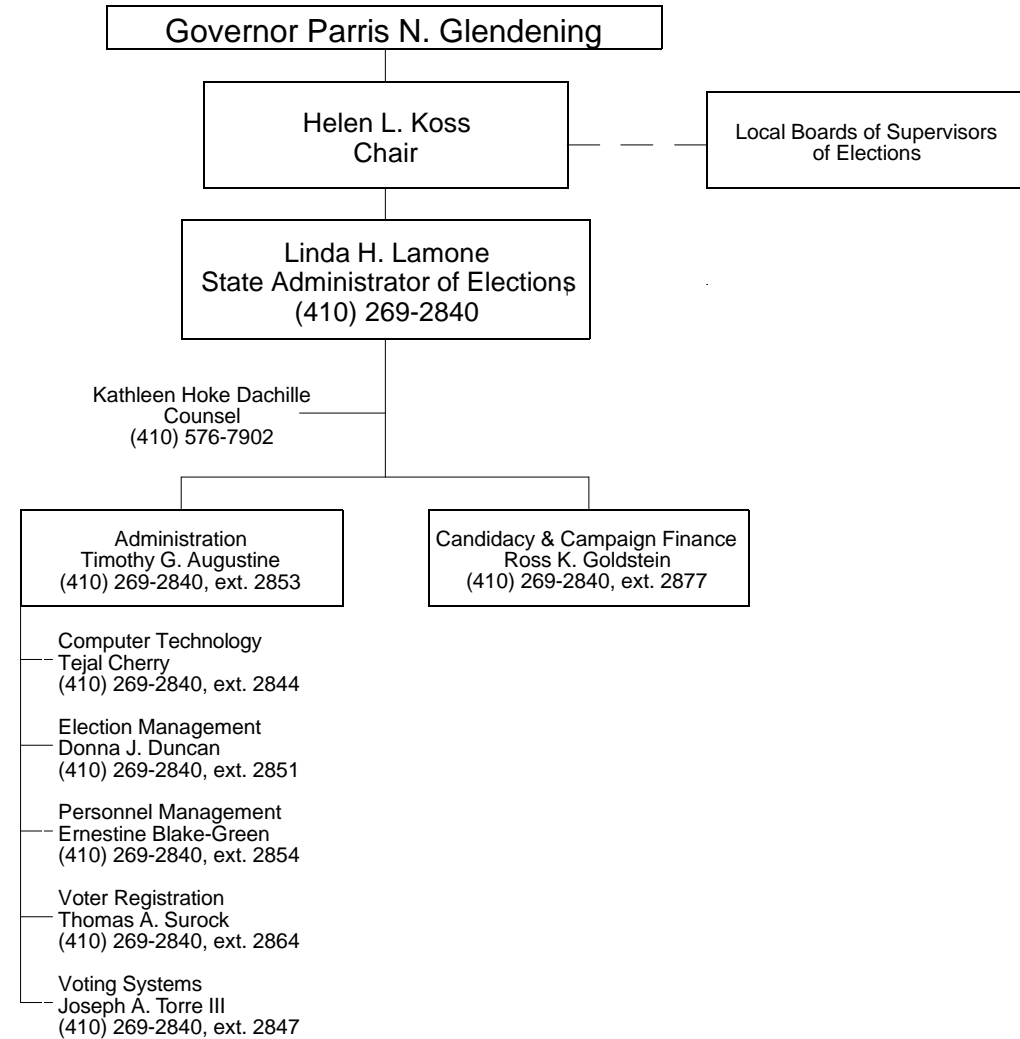 Governor Parris N. Glendening
Helen L. Koss
Chair
Local Boards of Supervisors
of Elections
Linda H. Lamone
State Administrator of Elections
(410) 269-2840
Kathleen Hoke Dachille
Counsel
(410) 576-7902
Administration
Timothy G. Augustine
(410) 269-2840, ext. 2853
Candidacy & Campaign Finance
Ross K. Goldstein
(410) 269-2840, ext. 2877
Computer Technology
Tejal Cherry
(410) 269-2840, ext. 2844
Election Management
Donna J. Duncan
(410) 269-2840, ext. 2851
Personnel Management
Ernestine Blake-Green
(410) 269-2840, ext. 2854
Voter Registration
Thomas A. Surock
(410) 269-2840, ext. 2864
Voting Systems
Joseph A. Torre III
(410) 269-2840, ext. 2847